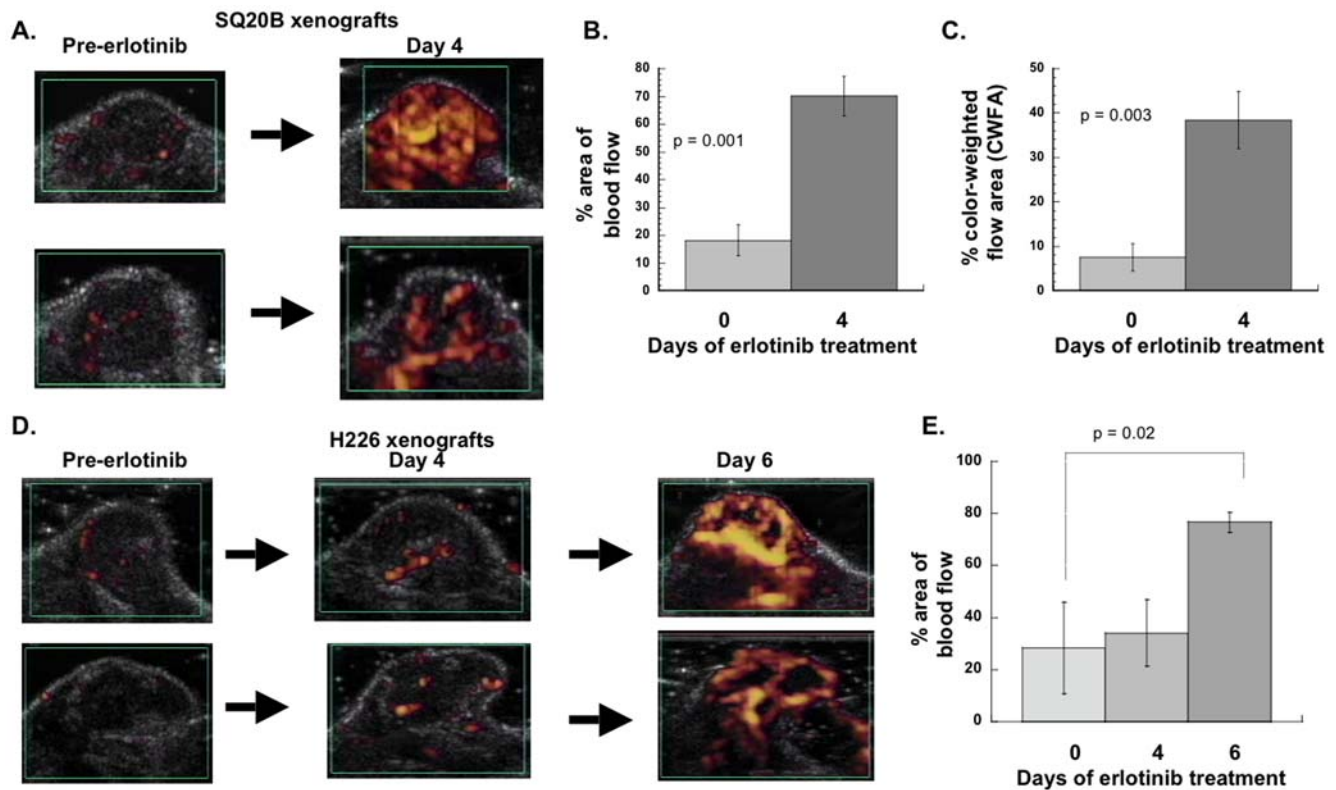 SQ20B xenografts
A.
Pre-erlotinib
Day 4
B.
% area of
blood flow
80
70
60
50
40
30
20
10
0
p = 0.001
0
4
Days of erlotinib treatment
C.
% color-weighted
flow area (CWFA)
50
40
30
20
10
0
p = 0.003
0
4
Days of erlotinib treatment
D.
H226 xenografts
Pre-erlotinib
Day 4
Day 6
E.
p = 0.02
% area of
blood flow
100
80
60
40
20
0
0
4
6
Days of erlotinib treatment